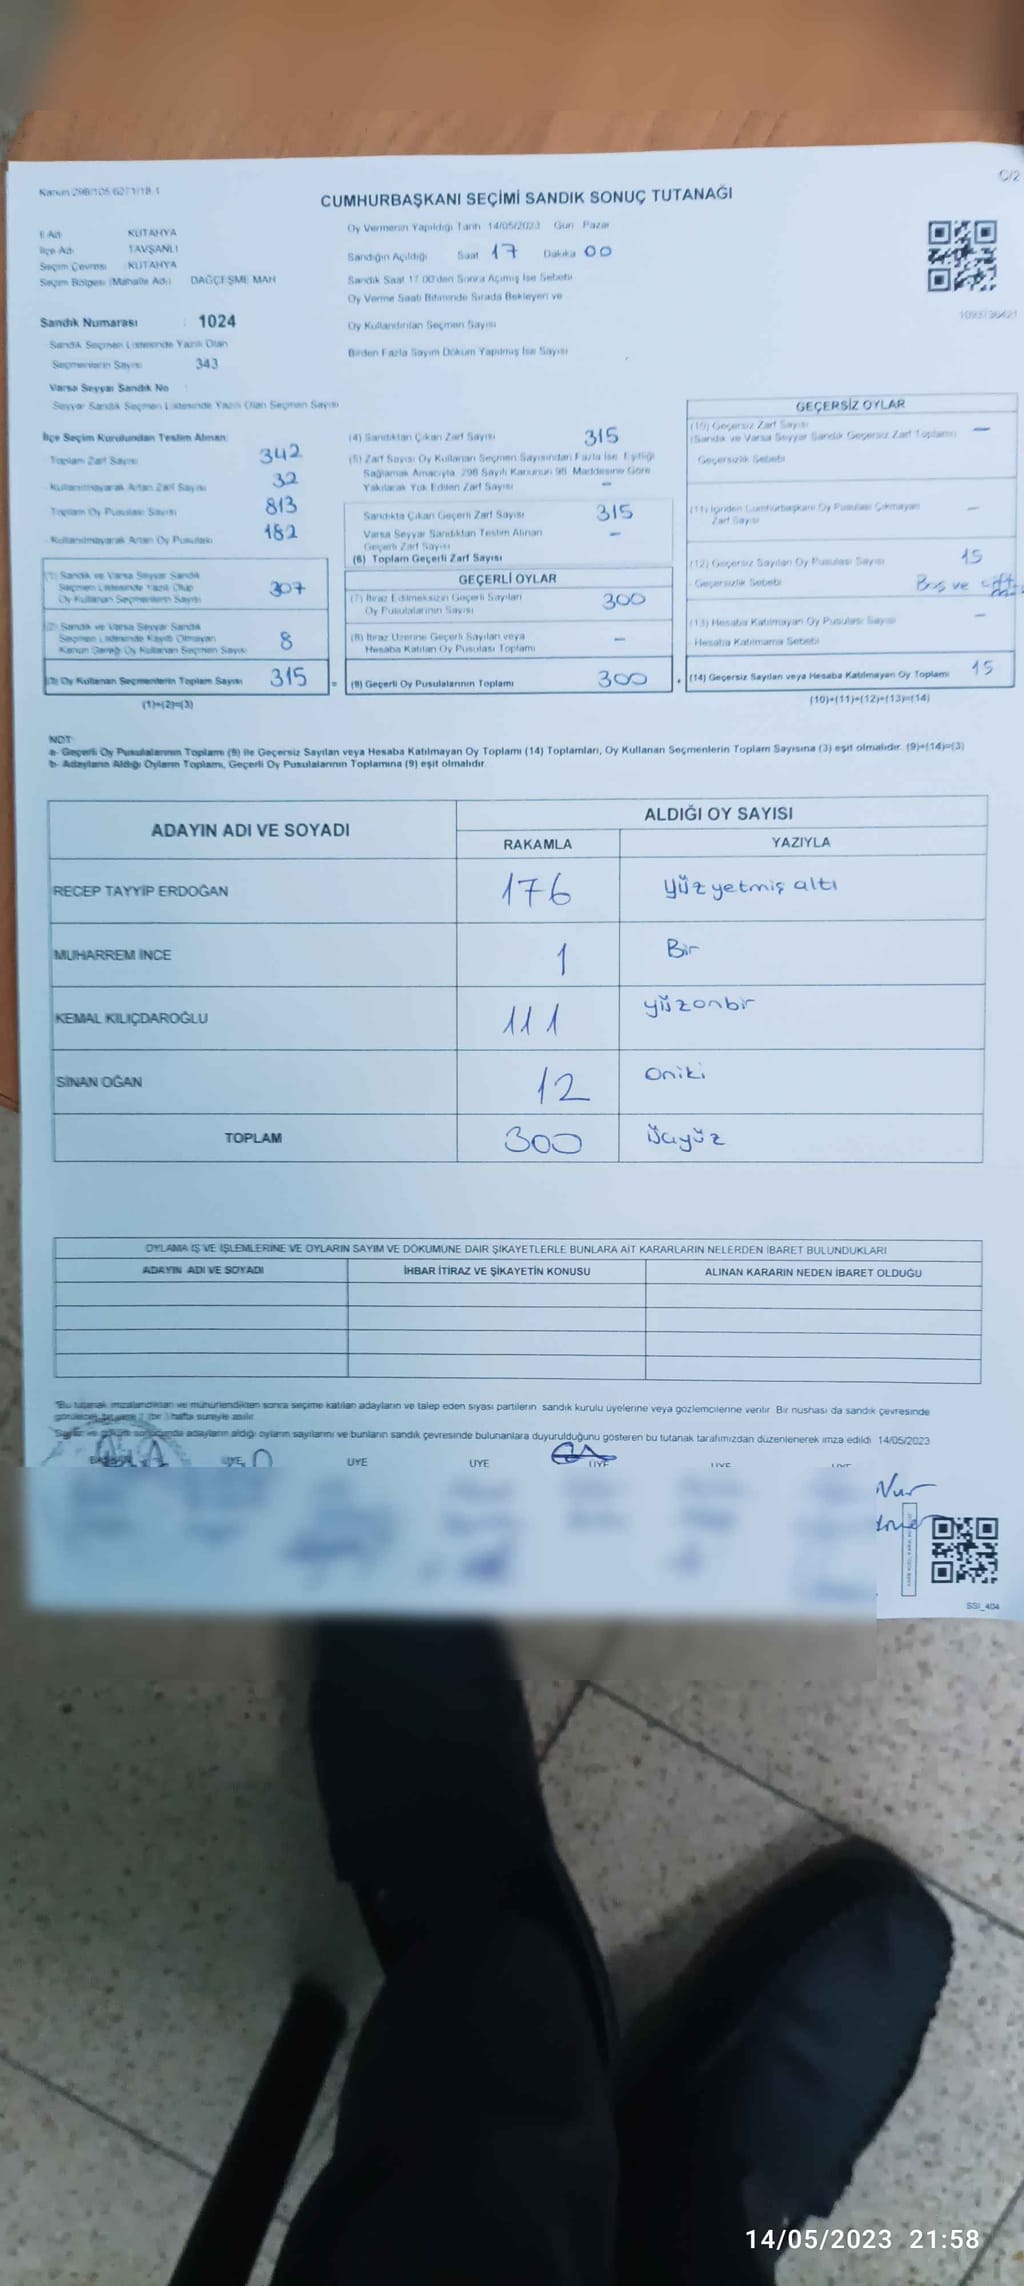 Kanun 298/105 6271/18 1
C/2
CUMHURBAŞKANI SEÇİMİ SANDIK SONUÇ TUTANAĞI
İl Adı KÜTAHYA
İlçe Adı TAVŞANLI
Seçim Çevresi KÜTAHYA
Seçim Bölgesi (Mahalle Adı) DAĞÇEŞME MAH
Oy Vermenin Yapıldığı Tarih 14/05/2023 Gün Pazar
Sandığın Açıldığı Saat 17 Dakika 00
Sandık Saat 17 00'den Sonra Açımış İse Sebebi
Oy Verme Saati Bitiminde Sırada Bekleyen ve
Oy Kullandırılan Seçmen Sayısı
Birden Fazla Sayım Döküm Yapılmış İse Sayısı
Sandık Numarası : 1024
Sandık Seçmen Listesinde Yazılı Olan
Seçmenlerin Sayısı 343
Varsa Seyyar Sandık No :
Seyyar Sandık Seçmen Listesinde Yazılı Olan Seçmen Sayısı
İlçe Seçim Kurulundan Teslim Alınan:
Toplam Zarf Sayısı 342
Kullanılmayarak Artan Zarf Sayısı 32
Toplam Oy Pusulası Sayısı 813
Kullanılmayarak Artan Oy Pusulası 182
(1) Sandık ve Varsa Seyyar Sandık
Seçmen Listesinde Yazılı Olup
Oy Kullanan Seçmenlerin Sayısı 307
(2) Sandık ve Varsa Seyyar Sandık
Seçmen Listesinde Kayıtlı Olmayan
Kanun Gereği Oy Kullanan Seçmen Sayısı 8
(3) Oy Kullanan Seçmenlerin Toplam Sayısı 315
(1)+(2)=(3)
(4) Sandıktan Çıkan Zarf Sayısı 315
(5) Zarf Sayısı Oy Kullanan Seçmen Sayısından Fazla İse, Eşitliği
Sağlamak Amacıyla, 298 Sayılı Kanunun 98. Maddesine Göre
Yakılarak Yok Edilen Zarf Sayısı –
Sandıkta Çıkan Geçerli Zarf Sayısı 315
Varsa Seyyar Sandıktan Teslim Alınan
Geçerli Zarf Sayısı –
(6) Toplam Geçerli Zarf Sayısı
GEÇERLİ OYLAR
(7) İtiraz Edilmeksizin Geçerli Sayılan
Oy Pusulalarının Sayısı 300
(8) İtiraz Üzerine Geçerli Sayılan veya
Hesaba Katılan Oy Pusulası Toplamı –
= (9) Geçerli Oy Pusulalarının Toplamı 300 +
GEÇERSİZ OYLAR
(10) Geçersiz Zarf Sayısı
(Sandık ve Varsa Seyyar Sandık Geçersiz Zarf Toplamı) –
Geçersizlik Sebebi
(11) İçinden Cumhurbaşkanı Oy Pusulası Çıkmayan
Zarf Sayısı –
(12) Geçersiz Sayılan Oy Pusulası Sayısı 15
Geçersizlik Sebebi Boş ve çift
(13) Hesaba Katılmayan Oy Pusulası Sayısı –
Hesaba Katılmama Sebebi
(14) Geçersiz Sayılan veya Hesaba Katılmayan Oy Toplamı 15
(10)+(11)+(12)+(13)=(14)
NOT:
a- Geçerli Oy Pusulalarının Toplamı (9) ile Geçersiz Sayılan veya Hesaba Katılmayan Oy Toplamı (14) Toplamları, Oy Kullanan Seçmenlerin Toplam Sayısına (3) eşit olmalıdır. (9)+(14)=(3)
b- Adayların Aldığı Oyların Toplamı, Geçerli Oy Pusulalarının Toplamına (9) eşit olmalıdır.
ADAYIN ADI VE SOYADI
ALDIĞI OY SAYISI
RAKAMLA YAZIYLA
RECEP TAYYİP ERDOĞAN 176 yüzyetmiş altı
MUHARREM İNCE 1 Bir
KEMAL KILIÇDAROĞLU 111 yüzonbir
SİNAN OĞAN 12 Oniki
TOPLAM 300 üçyüz
OYLAMA İŞ VE İŞLEMLERİNE VE OYLARIN SAYIM VE DÖKÜMÜNE DAİR ŞİKAYETLERLE BUNLARA AİT KARARLARIN NELERDEN İBARET BULUNDUKLARI
ADAYIN ADI VE SOYADI İHBAR İTİRAZ VE ŞİKAYETİN KONUSU ALINAN KARARIN NEDEN İBARET OLDUĞU
*Bu tutanak imzalandıktan ve mühürlendikten sonra seçime katılan adayların ve talep eden siyasi partilerin sandık kurulu üyelerine veya gözlemcilerine verilir. Bir nüshası da sandık çevresinde
görülecek bir yere 1 (bir) hafta süreyle asılır
Sayım ve döküm sonucunda adayların aldığı oyların sayılarını ve bunların sandık çevresinde bulunanlara duyurulduğunu gösteren bu tutanak tarafımızdan düzenlenerek imza edildi 14/05/2023
BAŞKAN ÜYE ÜYE ÜYE ÜYE
Nur
SSI_404
14/05/2023 21:58